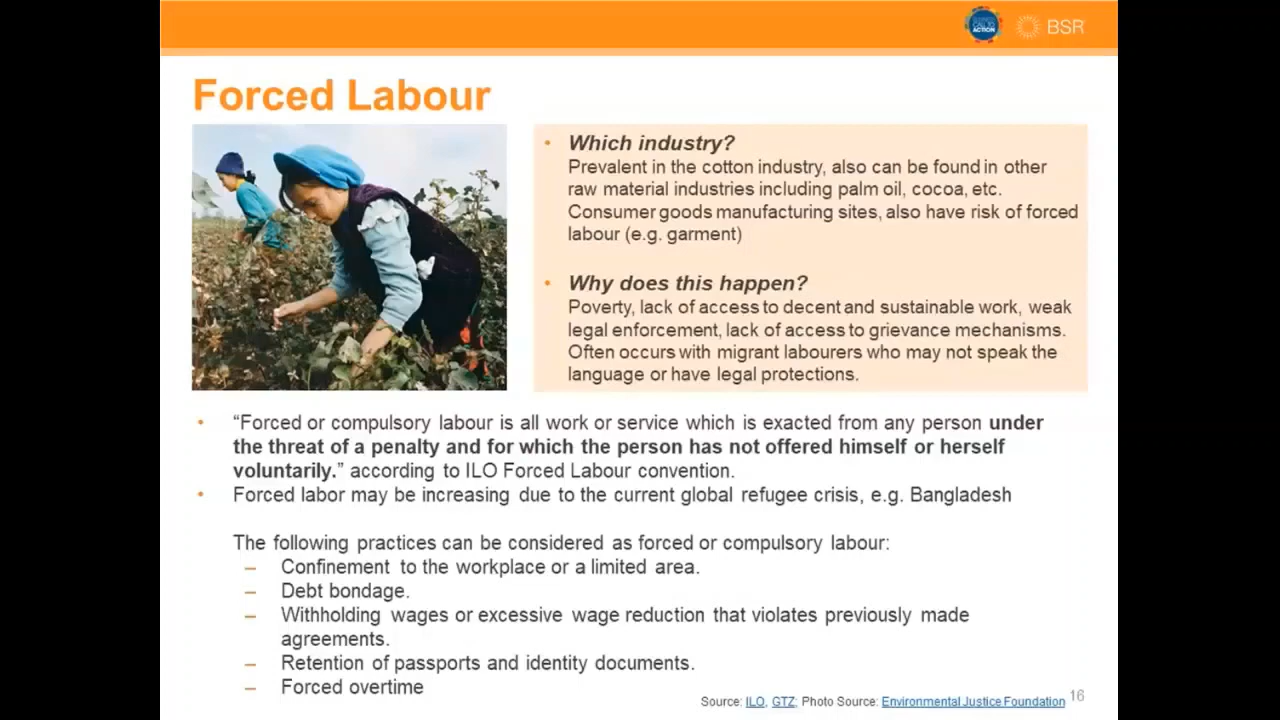 CALL TO
ACTION
BSR
Forced Labour
• Which industry?
Prevalent in the cotton industry, also can be found in other
raw material industries including palm oil, cocoa, etc.
Consumer goods manufacturing sites, also have risk of forced
labour (e.g. garment)
• Why does this happen?
Poverty, lack of access to decent and sustainable work, weak
legal enforcement, lack of access to grievance mechanisms.
Often occurs with migrant labourers who may not speak the
language or have legal protections.
• “Forced or compulsory labour is all work or service which is exacted from any person under
the threat of a penalty and for which the person has not offered himself or herself
voluntarily.” according to ILO Forced Labour convention.
• Forced labor may be increasing due to the current global refugee crisis, e.g. Bangladesh
The following practices can be considered as forced or compulsory labour:
– Confinement to the workplace or a limited area.
– Debt bondage.
– Withholding wages or excessive wage reduction that violates previously made
agreements.
– Retention of passports and identity documents.
– Forced overtime
Source: ILO, GTZ; Photo Source: Environmental Justice Foundation
16